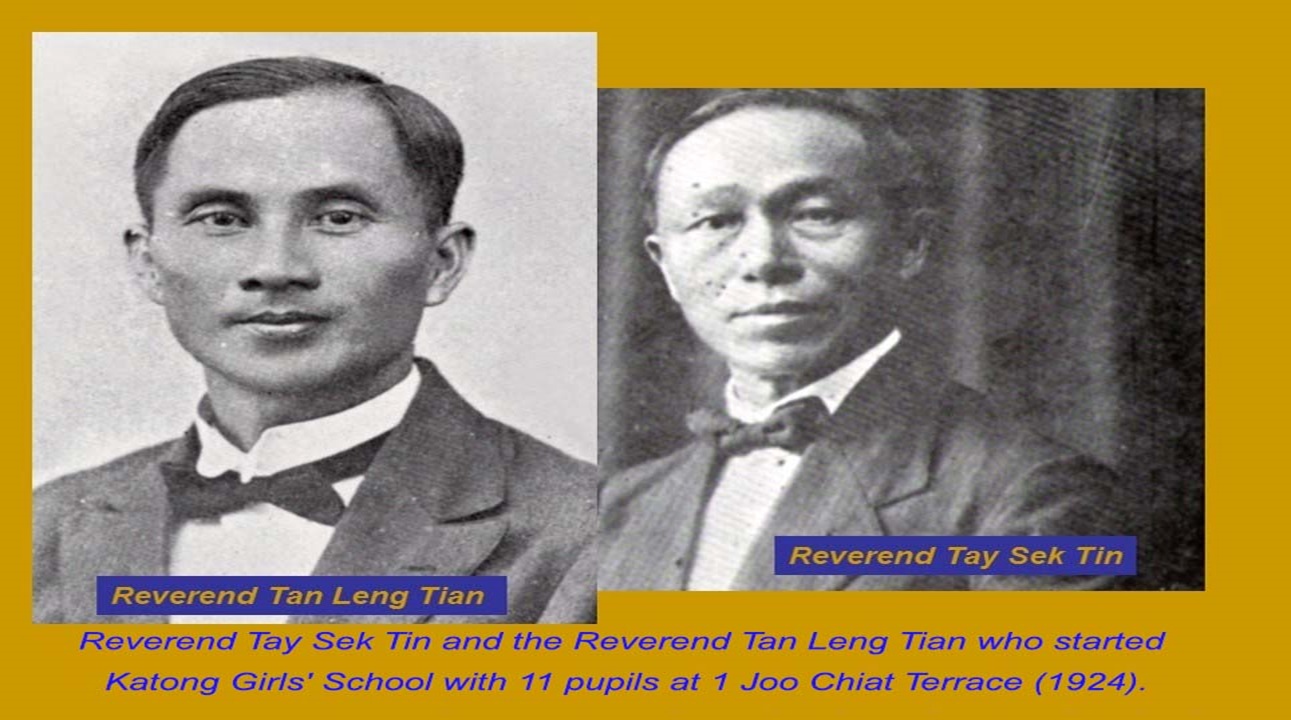 Reverend Tay Sek Tin
Reverend Tan Leng Tian
Reverend Tay Sek Tin and the Reverend Tan Leng Tian who started
Katong Girls' School with 11 pupils at 1 Joo Chiat Terrace (1924).